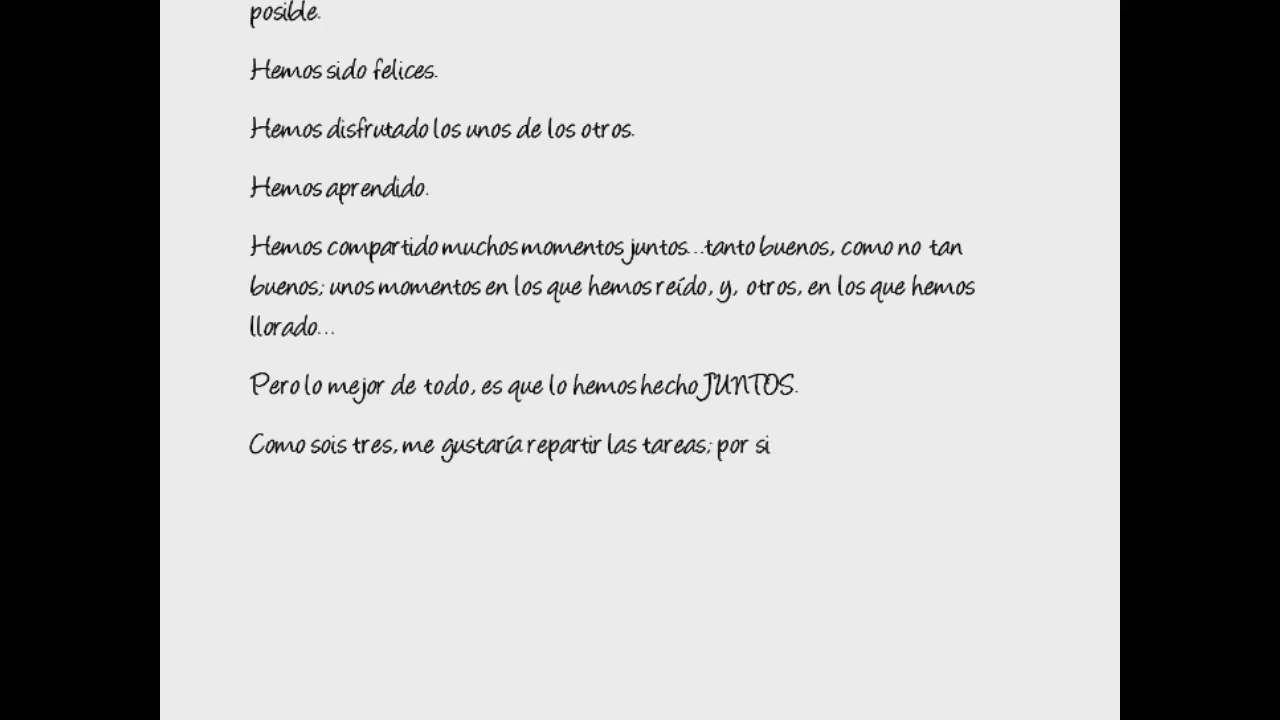 posible.
Hemos sido felices.
Hemos disfrutado los unos de los otros.
Hemos aprendido.
Hemos compartido muchos momentos juntos...tanto buenos, como no tan
buenos; unos momentos en los que hemos reído, y, otros, en los que hemos
llorado...
Pero lo mejor de todo, es que lo hemos hecho JUNTOS.
Como sois tres, me gustaría repartir las tareas; por si